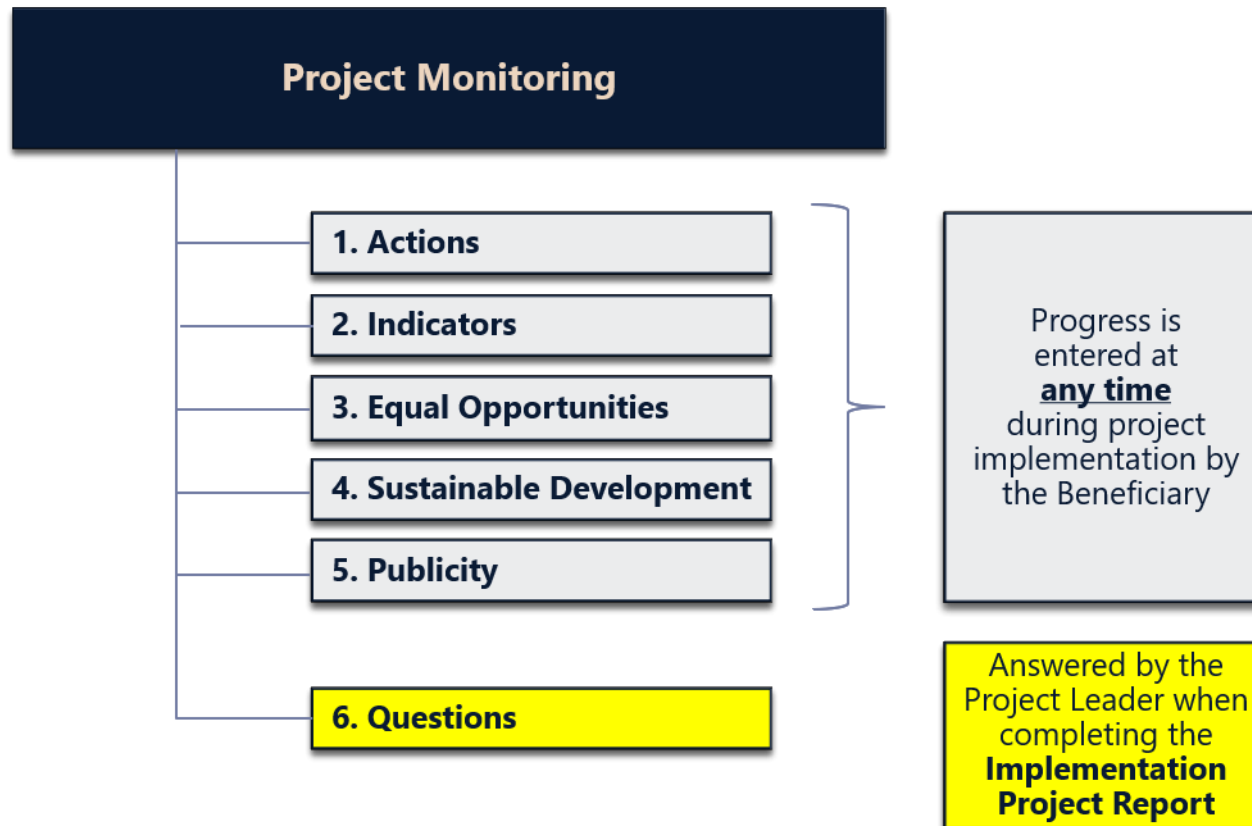 Project Monitoring
1. Actions
2. Indicators
3. Equal Opportunities
4. Sustainable Development
5. Publicity
Progress is
entered at
any time
during project
implementation by
the Beneficiary
6. Questions
Answered by the
Project Leader when
completing the
Implementation
Project Report